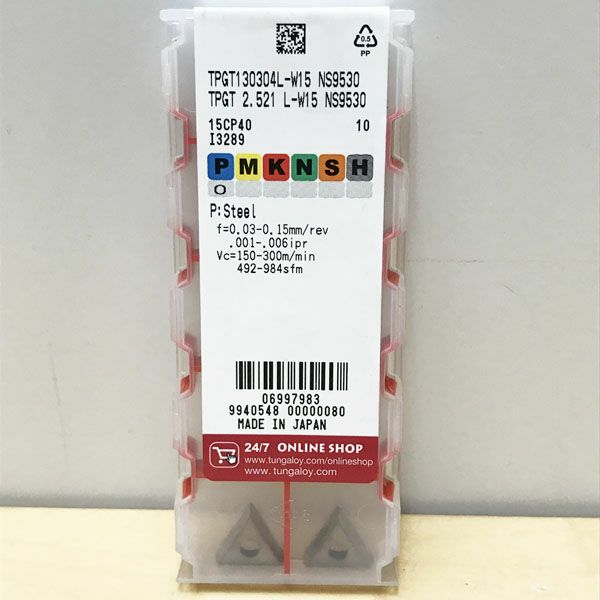 0.5
PP
TPGT130304L-W15 NS9530
TPGT 2.521 L-W15 NS9530
15CP40 10
I3289
P M K N S H
O
P:Steel
f=0.03-0.15mm/rev
.001-.006ipr
Vc=150-300m/min
492-984sfm
06997983
9940548 00000080
MADE IN JAPAN
24/7 ONLINE SHOP
www.tungaloy.com/onlineshop
www.tungaloy.com